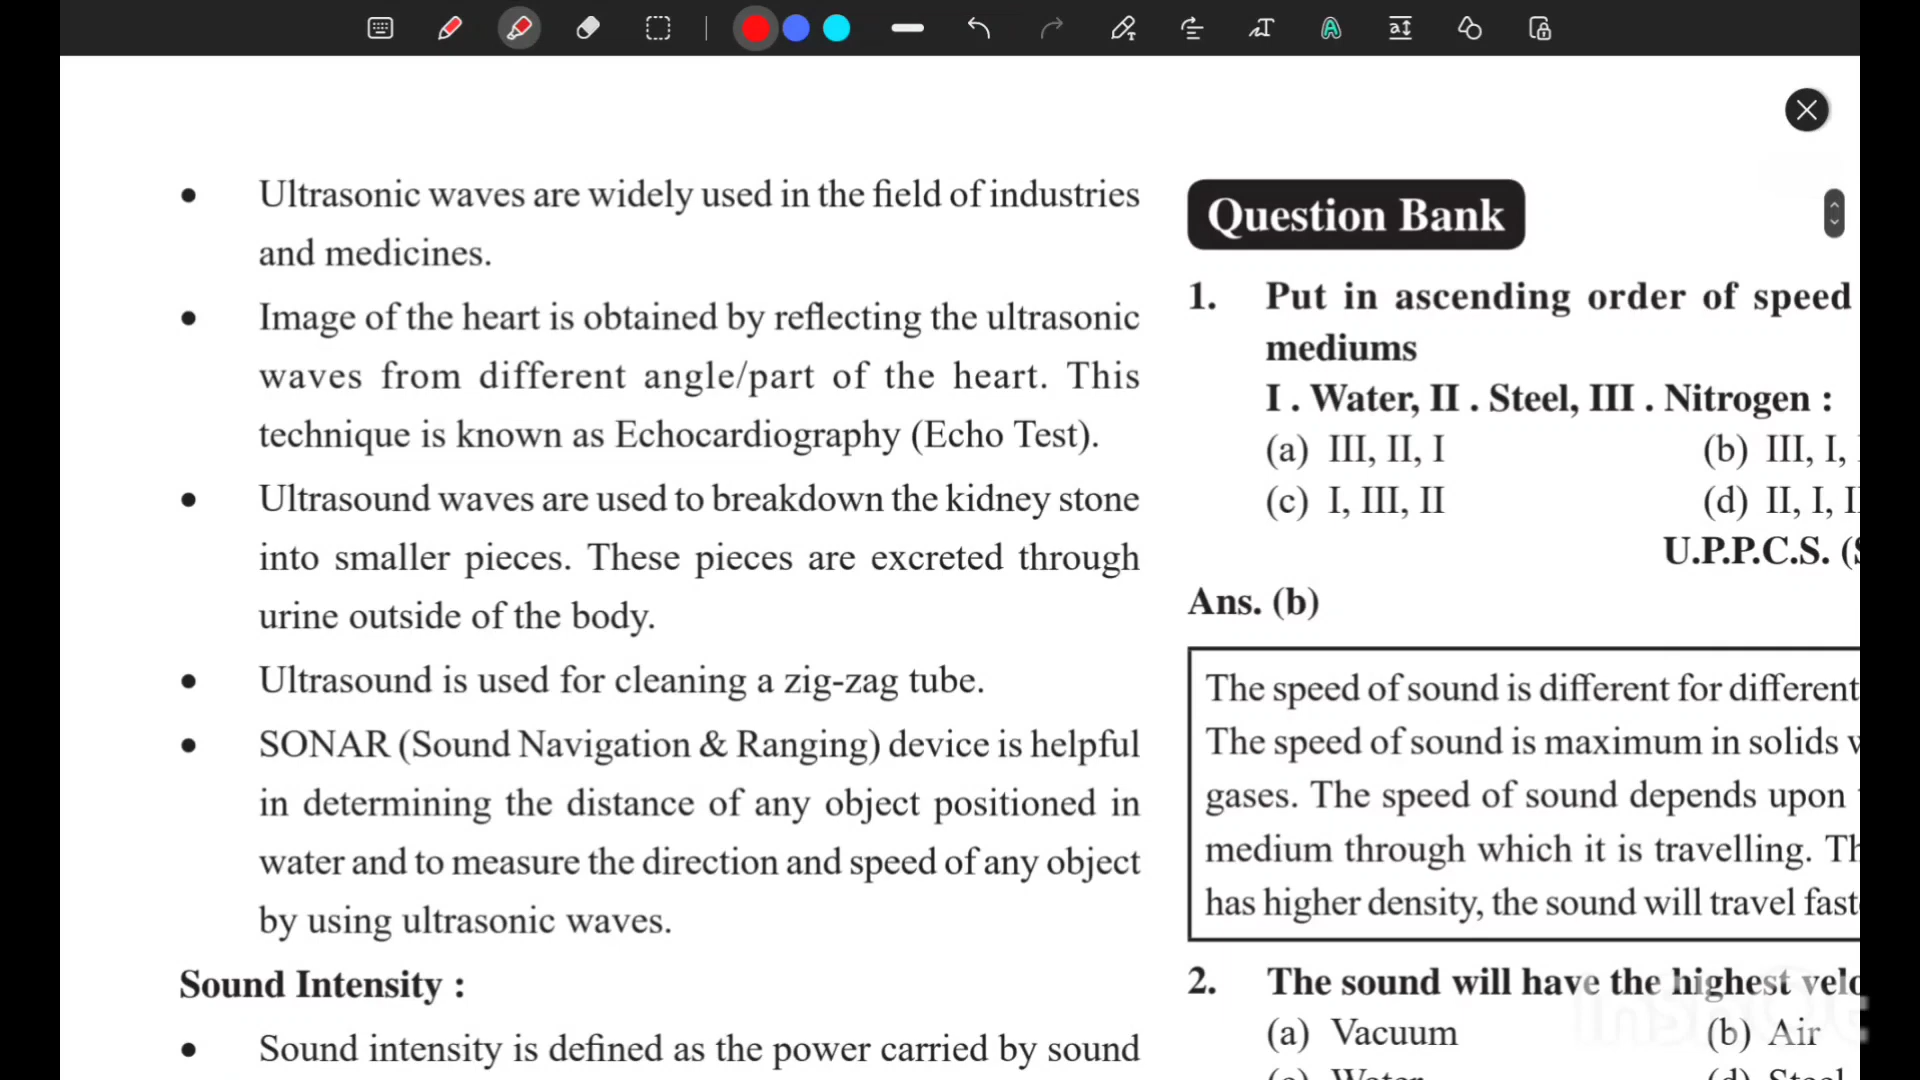 Ultrasonic waves are widely used in the field of industries
and medicines.
Image of the heart is obtained by reflecting the ultrasonic
waves from different angle/part of the heart. This
technique is known as Echocardiography (Echo Test).
Ultrasound waves are used to breakdown the kidney stone
into smaller pieces. These pieces are excreted through
urine outside of the body.
Ultrasound is used for cleaning a zig-zag tube.
SONAR (Sound Navigation & Ranging) device is helpful
in determining the distance of any object positioned in
water and to measure the direction and speed of any object
by using ultrasonic waves.
Sound Intensity :
Sound intensity is defined as the power carried by sound
Question Bank
1. Put in ascending order of speed
mediums
I . Water, II . Steel, III . Nitrogen :
(a) III, II, I (b) III, I,
(c) I, III, II (d) II, I,
U.P.P.C.S.
Ans. (b)
The speed of sound is different for different
The speed of sound is maximum in solids
gases. The speed of sound depends upon
medium through which it is travelling.
has higher density, the sound will travel
2. The sound will have the highest
(a) Vacuum (b) Air
Water (d) Steel
InShot